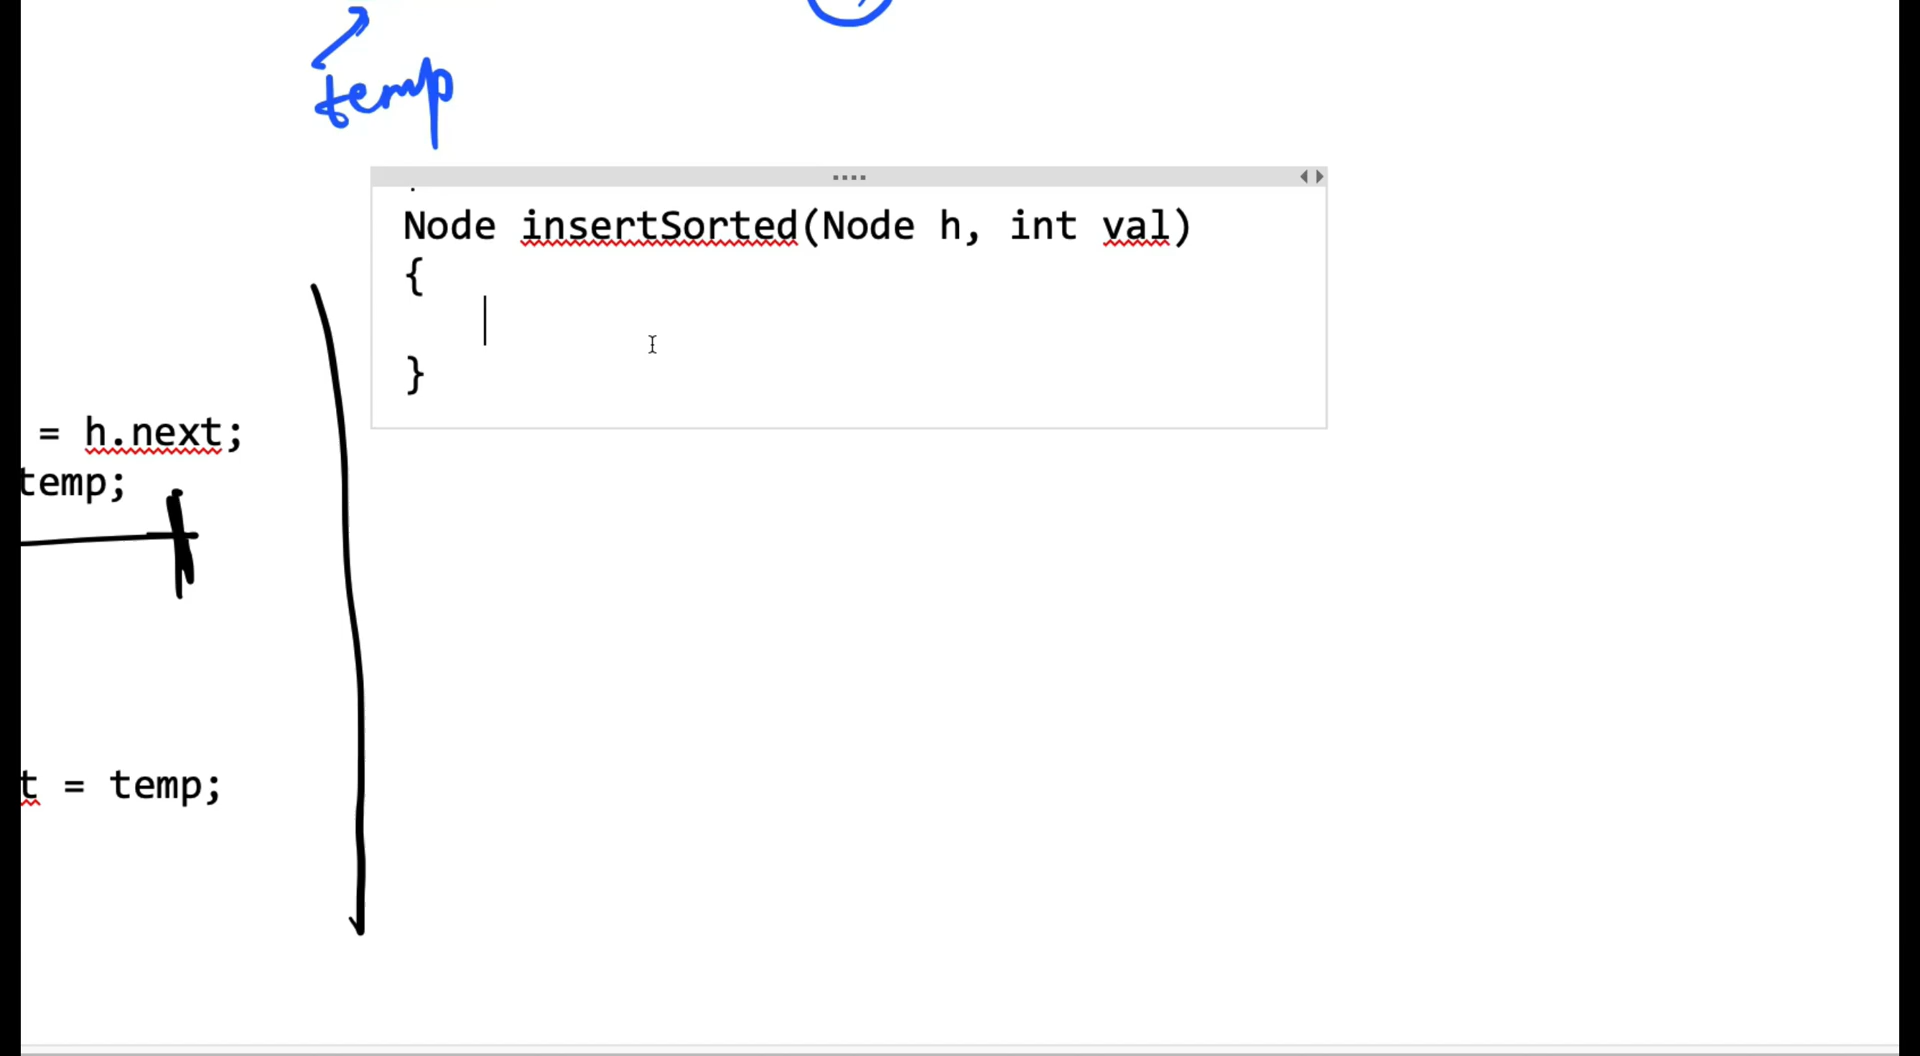 temp
Node insertSorted(Node h, int val)
{
}
= h.next;
temp;
t = temp;